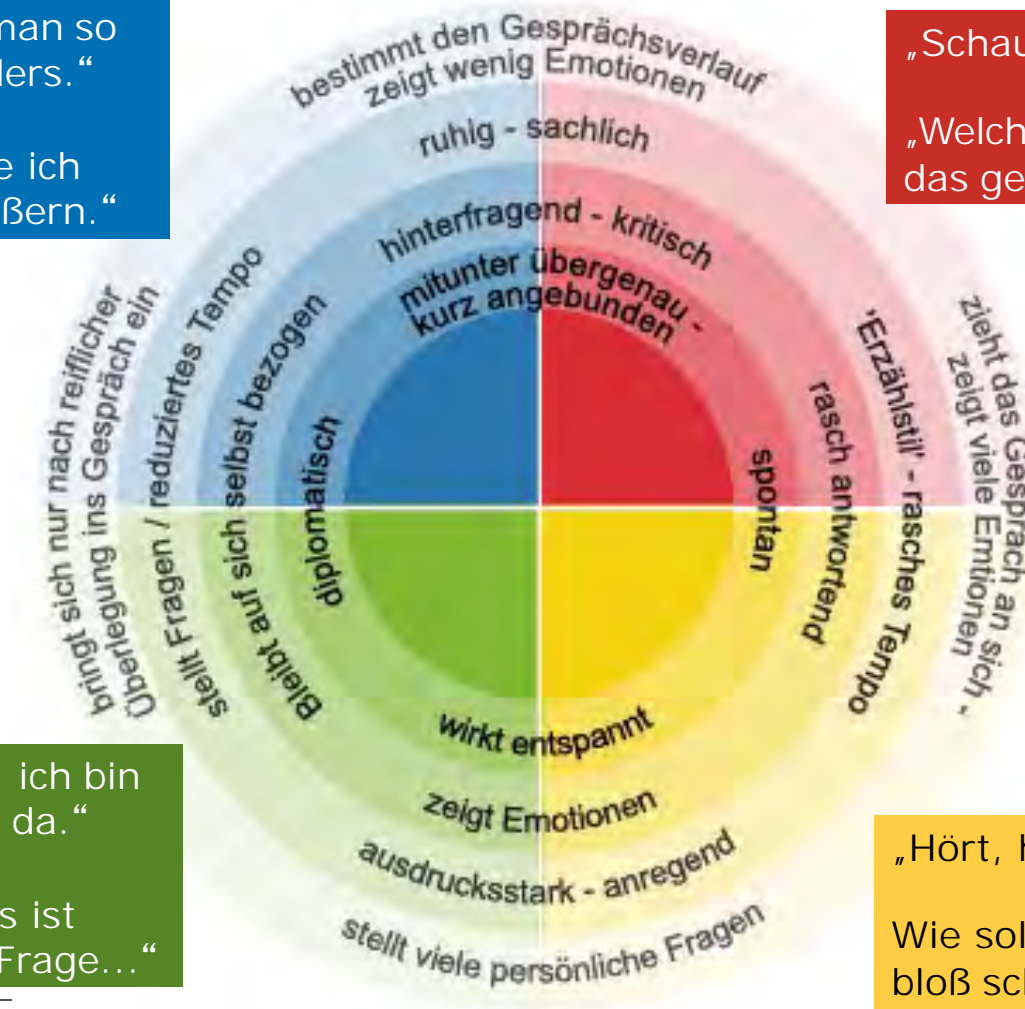 man so
ders.“
e ich
ßern.“
„Schau
„Welch
das ge
bestimmt den Gesprächsverlauf
zeigt wenig Emotionen
ruhig - sachlich
hinterfragend - kritisch
mitunter übergenau -
kurz angebunden
bringt sich nur nach reiflicher
Überlegung ins Gespräch ein
stellt Fragen / reduziertes Tempo
Bleibt auf sich selbst bezogen
diplomatisch
spontan
rasch antwortend
'Erzählstil' - rasches Tempo
zieht das Gespräch an sich -
zeigt viele Emtionen -
wirkt entspannt
zeigt Emotionen
ausdrucksstark - anregend
stellt viele persönliche Fragen
ich bin
da.“
s ist
Frage...“
„Hört, h
Wie sol
bloß sc